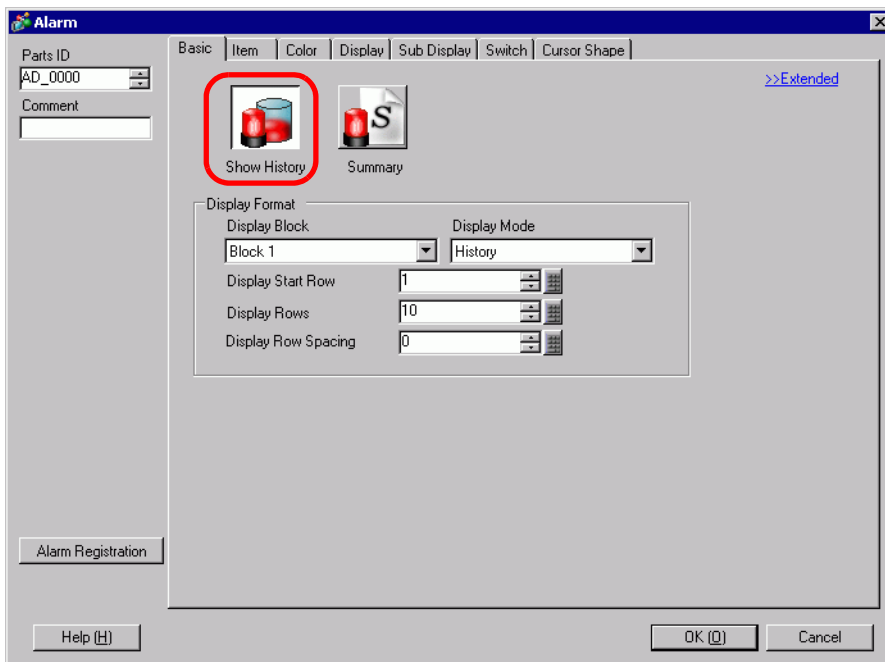 Alarm
Parts ID
AD_0000
Comment
Basic Item Color Display Sub Display Switch Cursor Shape
>>Extended
Show History
S
Summary
Display Format
Display Block Display Mode
Block 1 History
Display Start Row 1
Display Rows 10
Display Row Spacing 0
Alarm Registration
Help (H) OK (O) Cancel